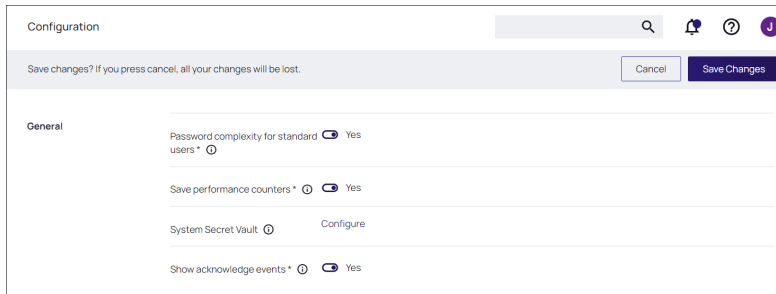 Configuration
J
Save changes? If you press cancel, all your changes will be lost.
Cancel
Save Changes
General
Password complexity for standard
users *
Yes
Save performance counters *
Yes
System Secret Vault
Configure
Show acknowledge events *
Yes